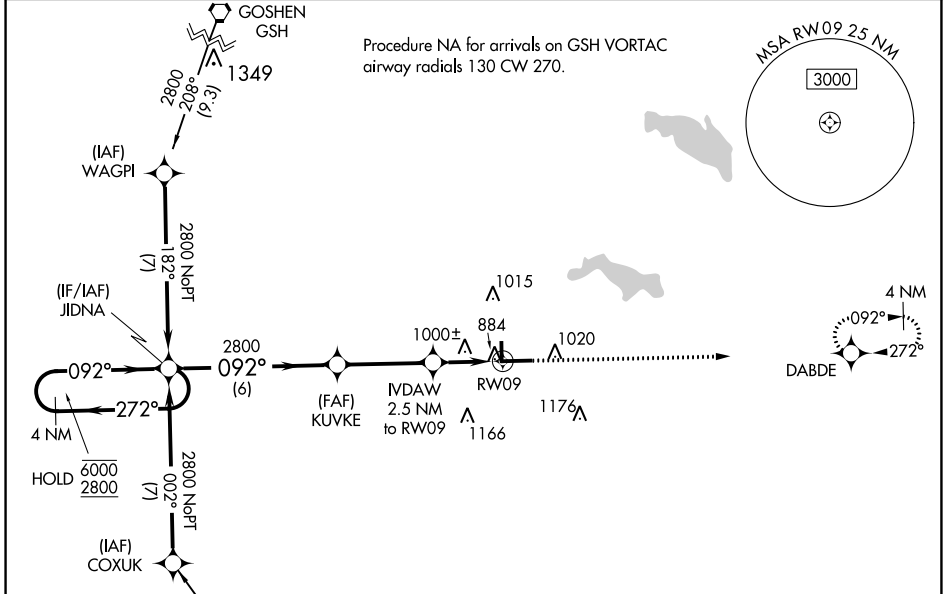 GOSHEN
GSH
1349
2800
208°
(9.3)
Procedure NA for arrivals on GSH VORTAC
airway radials 130 CW 270.
MSA RW09 25 NM
3000
(IAF)
WAGPI
2800 NoPT
182°
(7)
(IF/IAF)
JIDNA
092°
272°
4 NM
HOLD
6000
2800
2800
092°
(6)
(FAF)
KUVKE
1000±
IVDAW
2.5 NM
to RW09
884
1015
RW09
1020
1166
1176
4 NM
092°
272°
DABDE
2800 NoPT
002°
(7)
(IAF)
COXUK